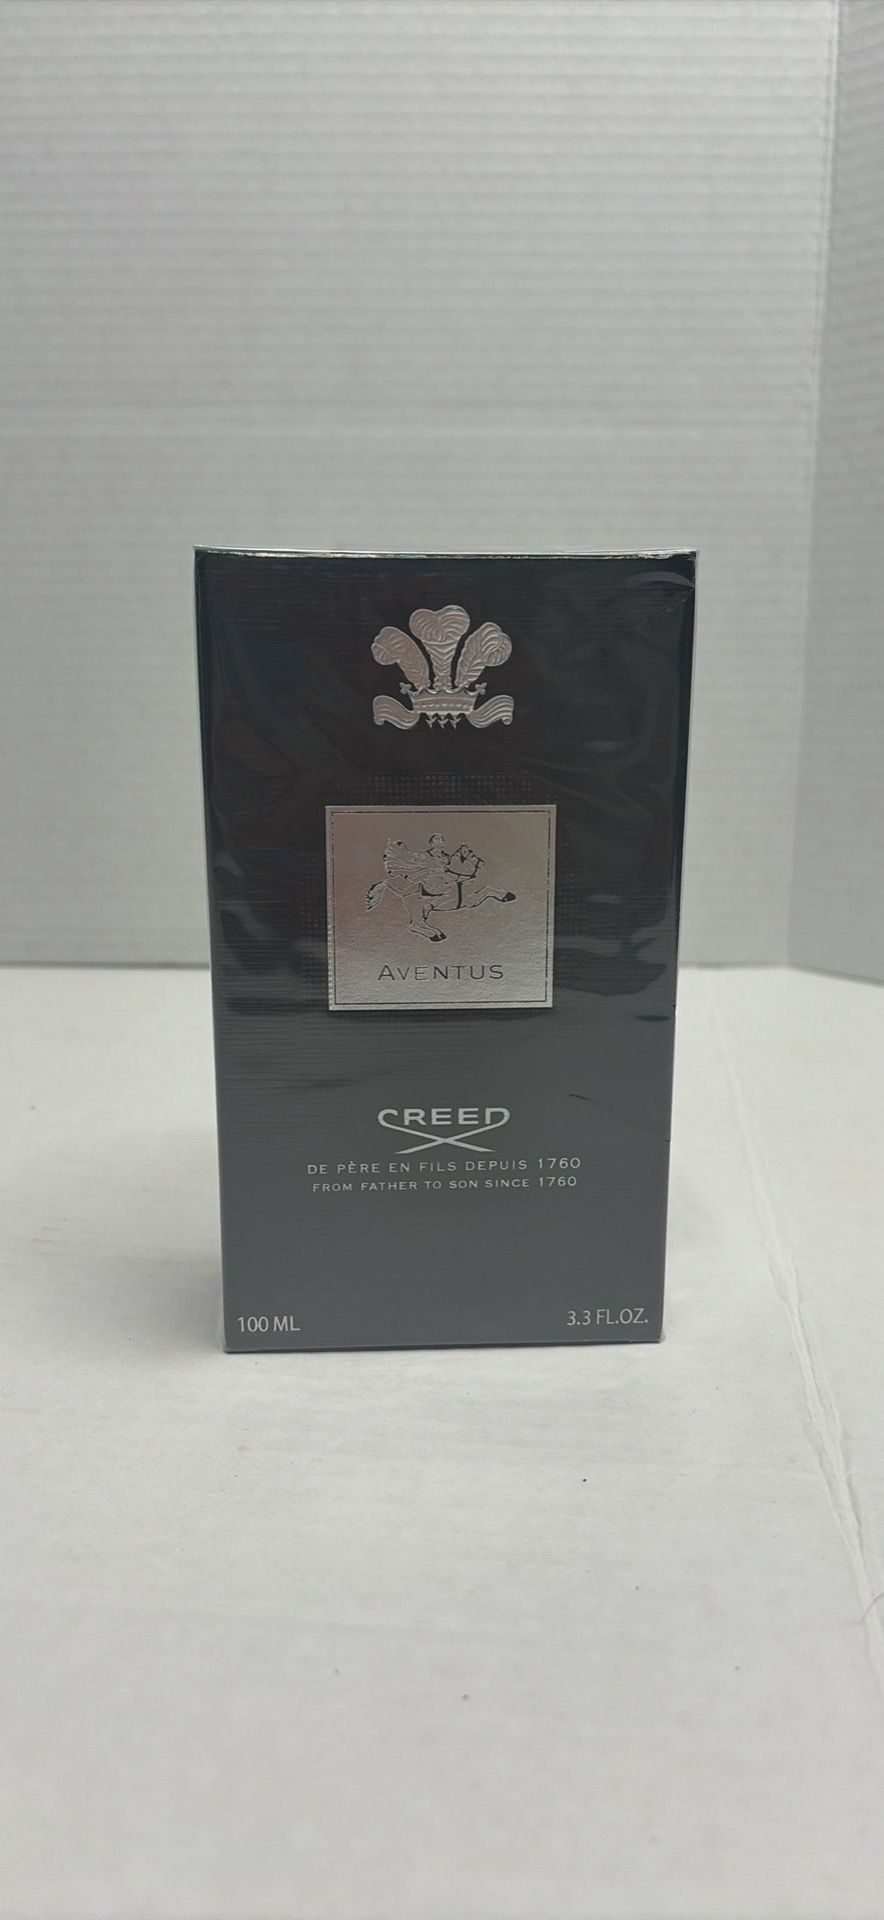 AVENTUS
CREED
DE PÈRE EN FILS DEPUIS 1760
FROM FATHER TO SON SINCE 1760
100 ML
3.3 FL.OZ.